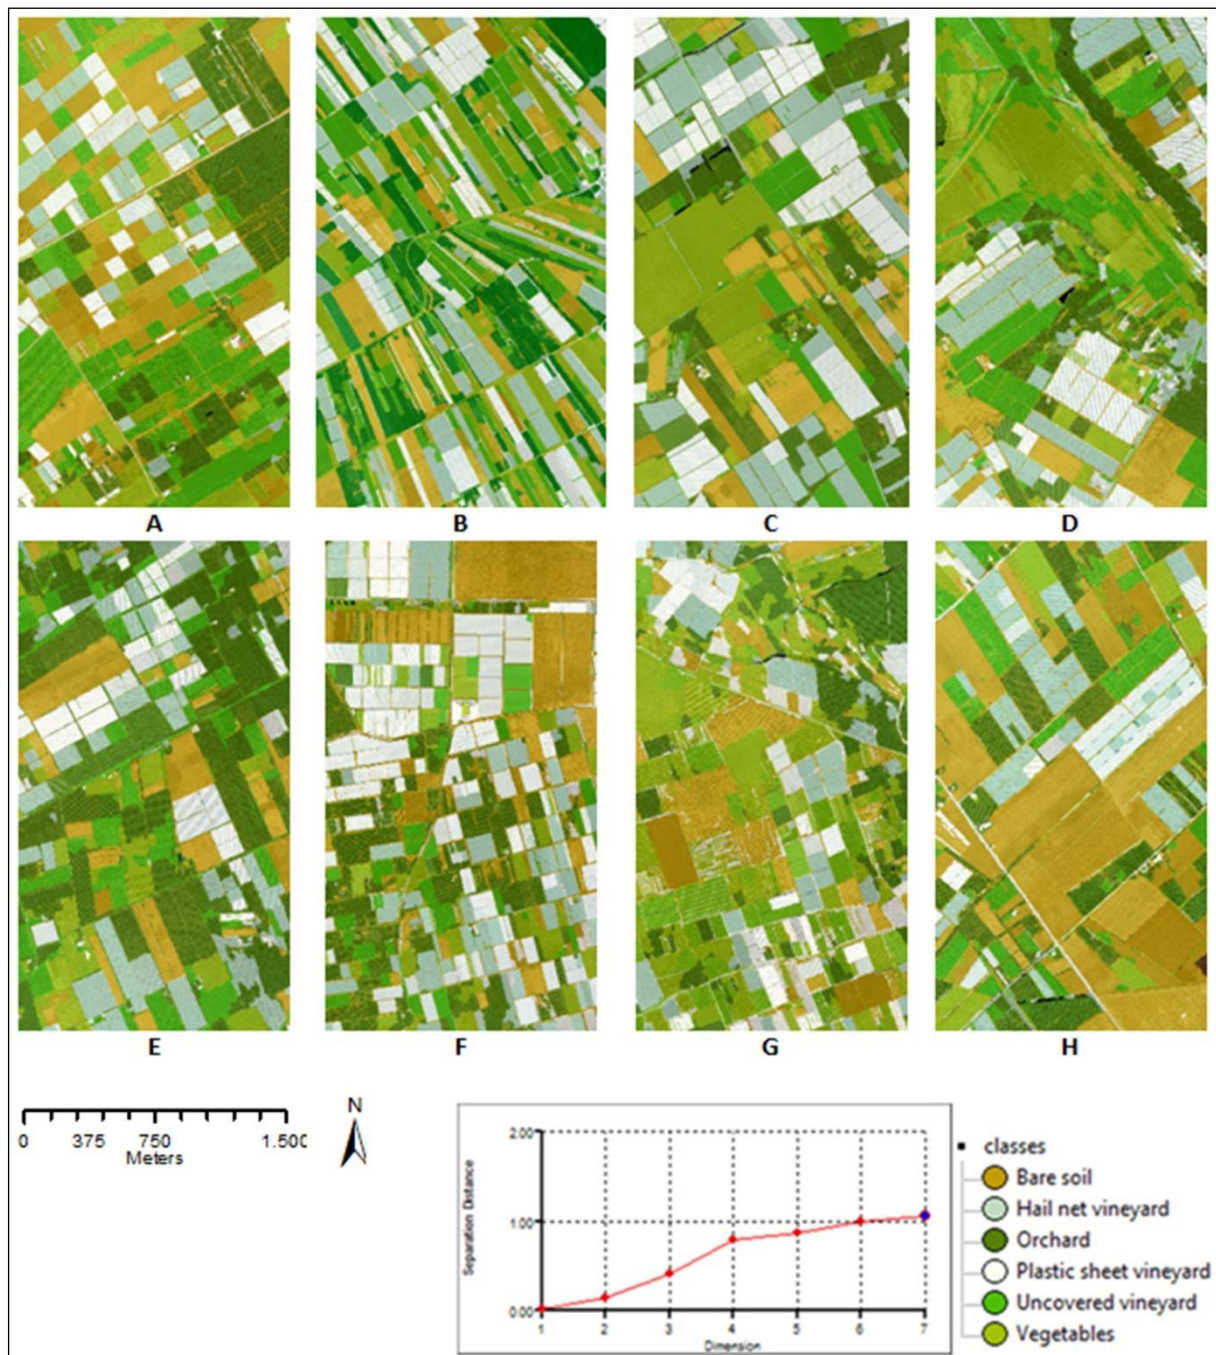 A
B
C
D
E
F
G
H
0 375 750 1.500
Meters
N
2.00
1.00
0.00
Separation Distance
1 2 3 4 5 6 7
Dimension
classes
Bare soil
Hail net vineyard
Orchard
Plastic sheet vineyard
Uncovered vineyard
Vegetables